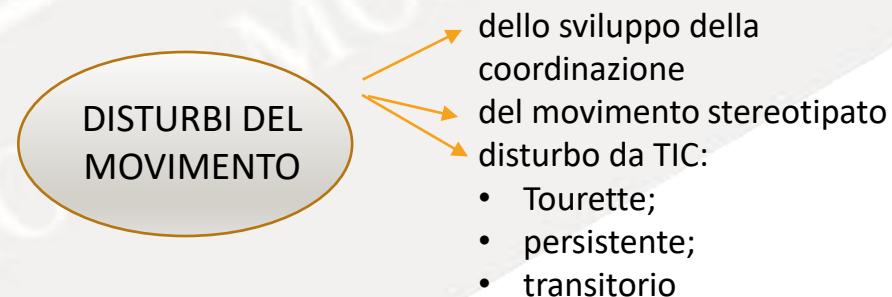 DISTURBI DEL
MOVIMENTO
dello sviluppo della
coordinazione
del movimento stereotipato
disturbo da TIC:
• Tourette;
• persistente;
• transitorio